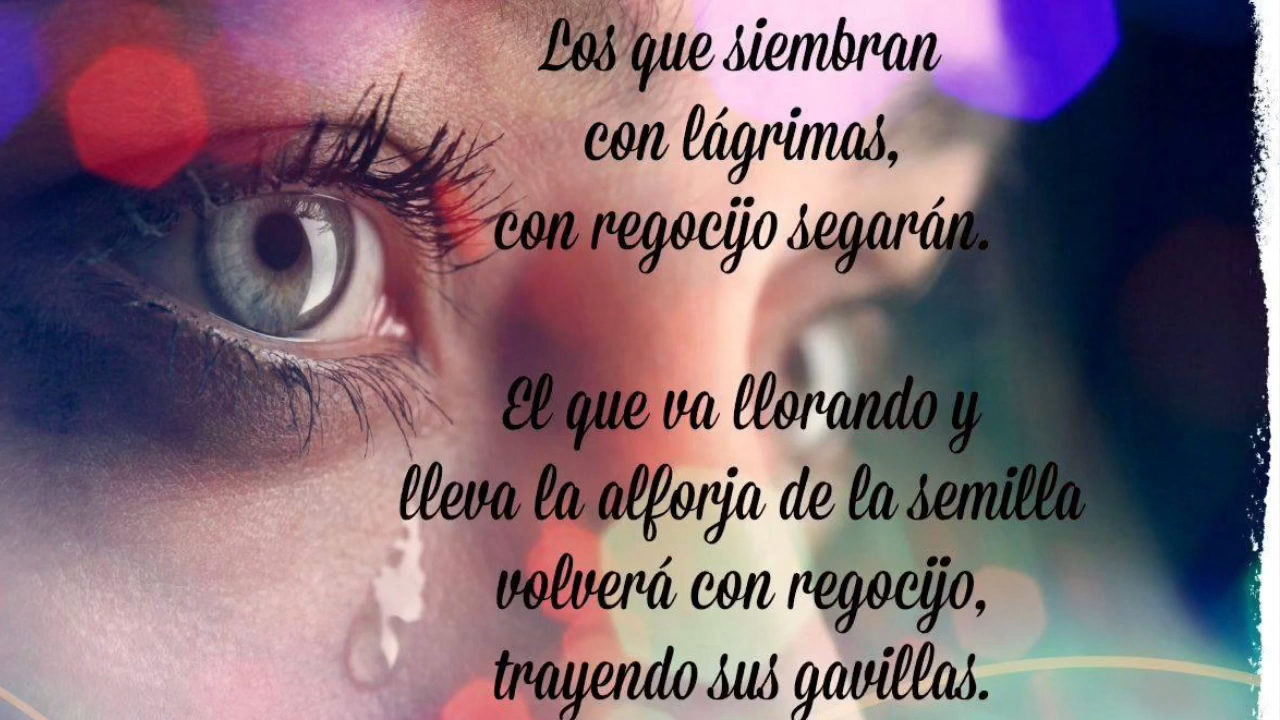 Los que siembran
con lágrimas,
con regocijo segarán.
El que va llorando y
lleva la alforja de la semilla
volverá con regocijo,
trayendo sus gavillas.